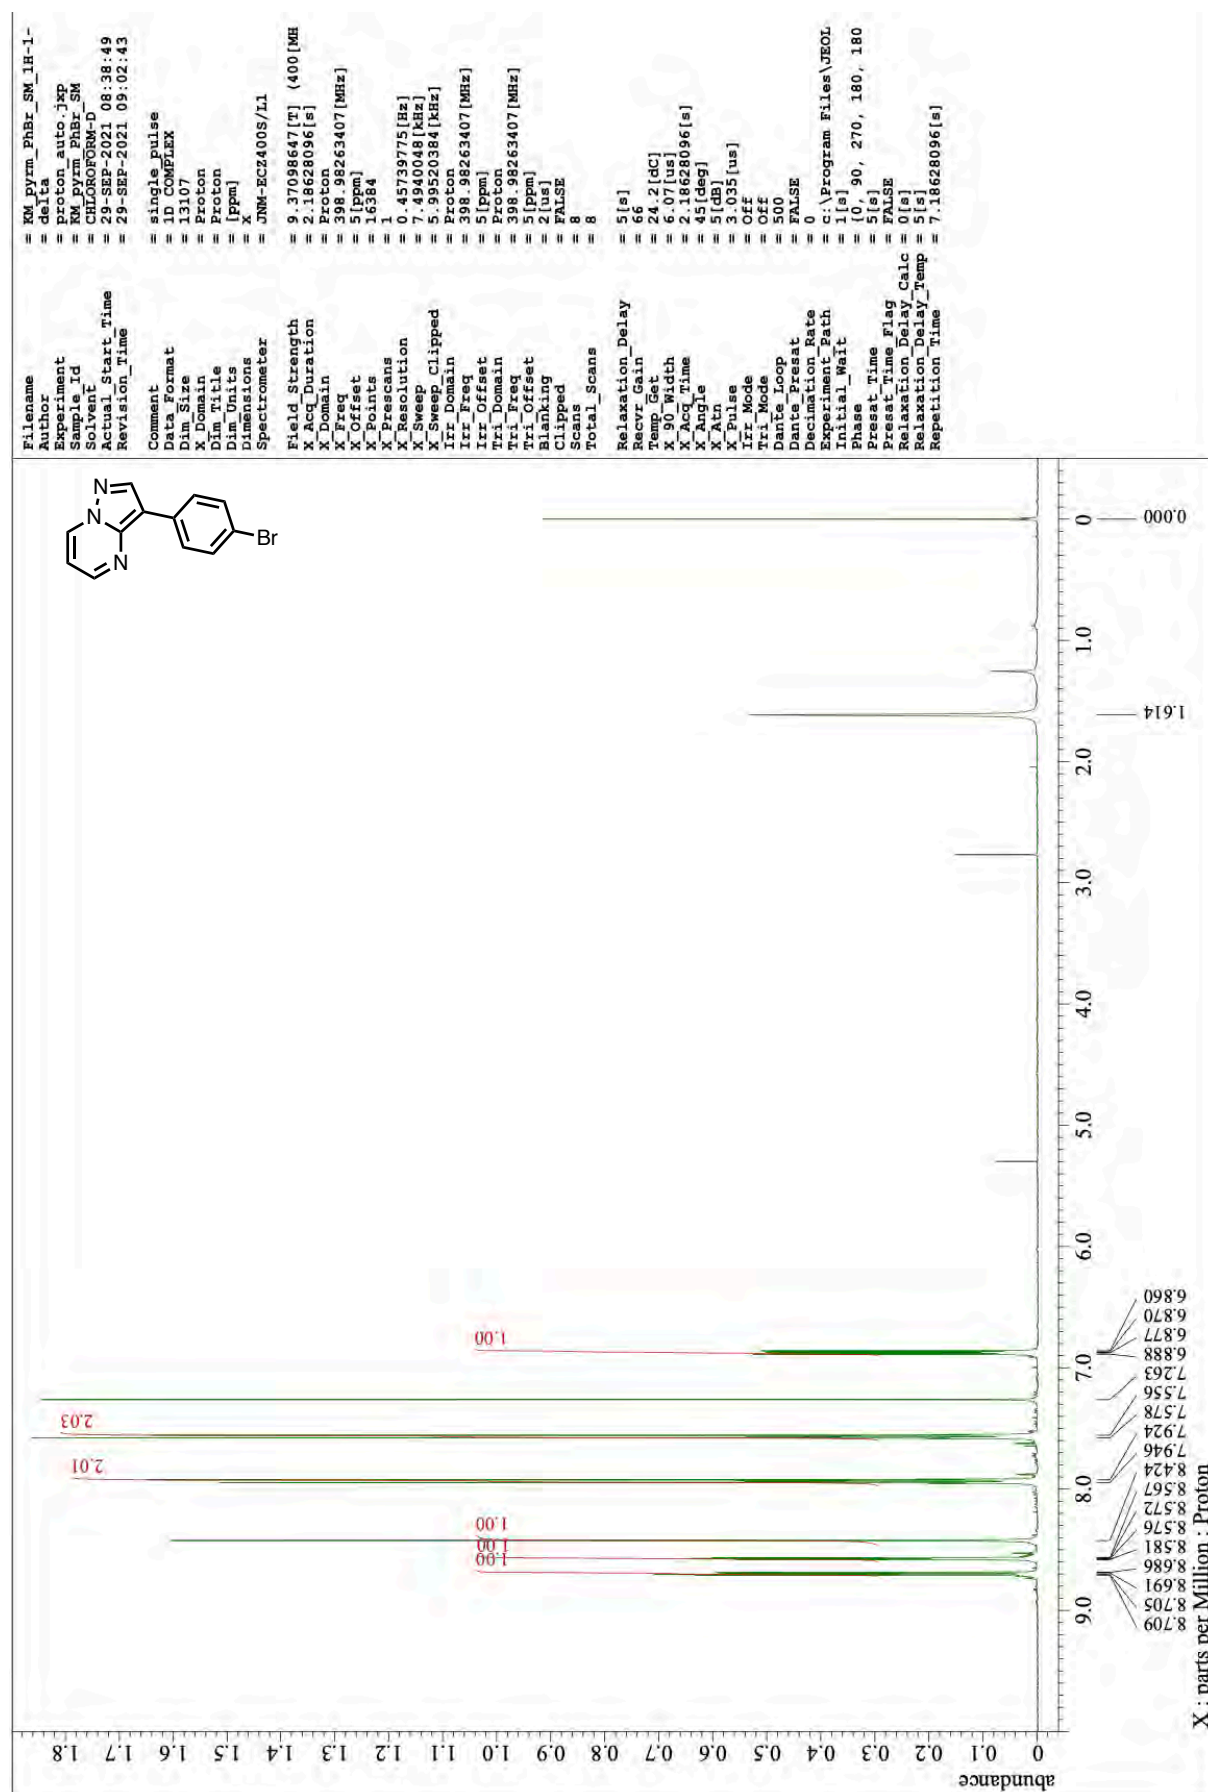 Filename = KM_pyrm_PhBr_SM_1H-1-
Author = delta
Experiment = proton_auto.jxp
Sample_Id = KM_pyrm_PhBr_SM
Solvent = CHLOROFORM-D
Actual_Start_Time = 29-SEP-2021 08:38:49
Revision_Time = 29-SEP-2021 09:02:43
Comment = single_pulse
Data_Format = 1D COMPLEX
Dim_Size = 13107
X_Domain = Proton
Dim_Title = Proton
Dim_Units = [ppm]
Dimensions = X
Spectrometer = JNM-ECZ400S/L1
Field_Strength = 9.37098647[T] (400[MH
X_Acq_Duration = 2.18628096[s]
X_Domain = Proton
X_Freq = 398.98263407[MHz]
X_Offset = 5[ppm]
X_Points = 16384
X_Prescans = 1
X_Resolution = 0.45739775[Hz]
X_Sweep = 7.4940048[kHz]
X_Sweep_Clipped = 5.99520384[kHz]
Irr_Domain = Proton
Irr_Freq = 398.98263407[MHz]
Irr_Offset = 5[ppm]
Tri_Domain = Proton
Tri_Freq = 398.98263407[MHz]
Tri_Offset = 5[ppm]
Blanking = 2[us]
Clipped = FALSE
Scans = 8
Total_Scans = 8
Relaxation_Delay = 5[s]
Recvr_Gain = 66
Temp_Get = 24.2[dC]
X_90_Width = 6.07[us]
X_Acq_Time = 2.18628096[s]
X_Angle = 45[deg]
X_Atn = 5[dB]
X_Pulse = 3.035[us]
Irr_Mode = Off
Tri_Mode = Off
Dante_Loop = 500
Dante_Presat = FALSE
Decimation_Rate = 0
Experiment_Path = c:\Program Files\JEOL
Initial_Wait = 1[s]
Phase = {0, 90, 270, 180, 180
Presat_Time = 5[s]
Presat_Time_Flag = FALSE
Relaxation_Delay_Calc = 0[s]
Relaxation_Delay_Temp = 5[s]
Repetition_Time = 7.18628096[s]
N
N
N
Br
abundance
0 0.1 0.2 0.3 0.4 0.5 0.6 0.7 0.8 0.9 1.0 1.1 1.2 1.3 1.4 1.5 1.6 1.7 1.8
1.00
1.00
1.00
2.01
2.03
1.00
9.0 8.0 7.0 6.0 5.0 4.0 3.0 2.0 1.0 0
8.709
8.705
8.691
8.686
8.581
8.576
8.572
8.567
8.424
7.946
7.924
7.578
7.556
7.263
6.888
6.877
6.870
6.860
1.614
0.000
X : parts per Million : Proton